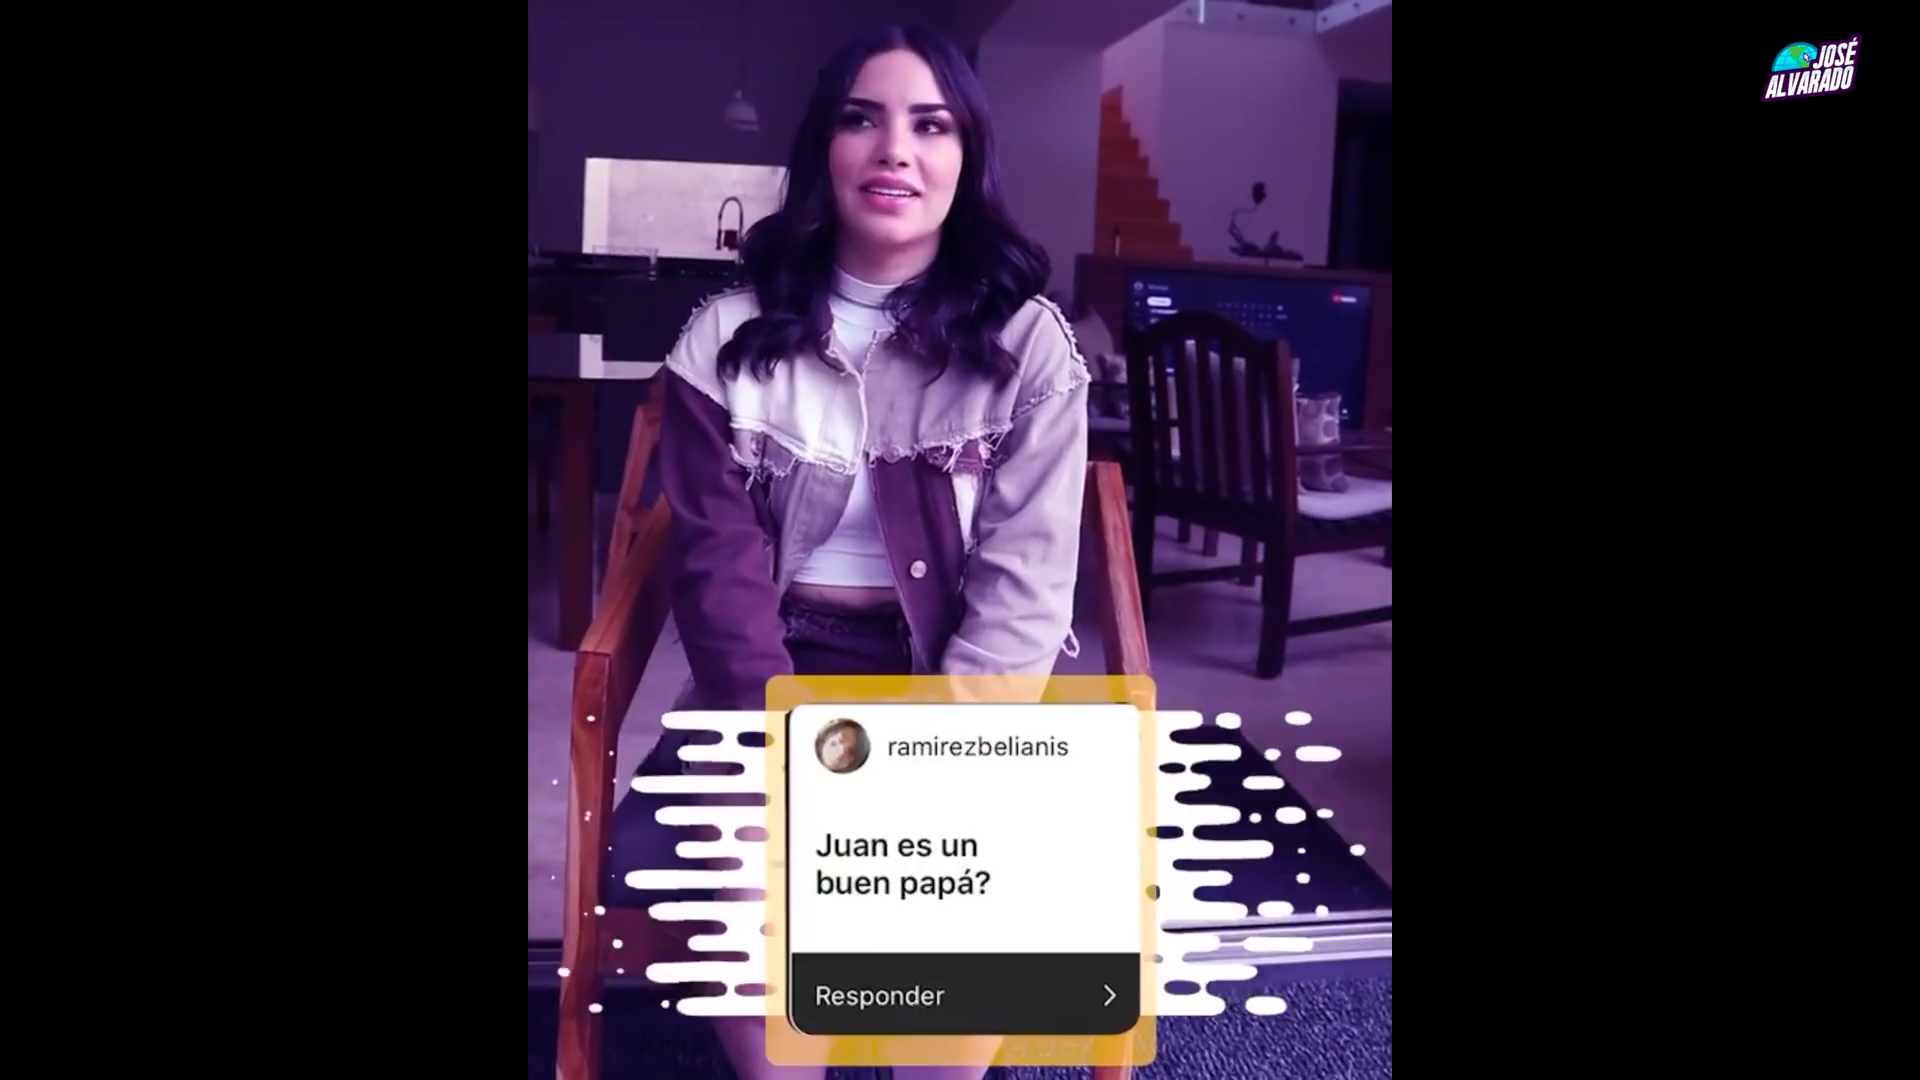 JOSÉ
ALVARADO
ramirezbelianis
Juan es un
buen papá?
Responder